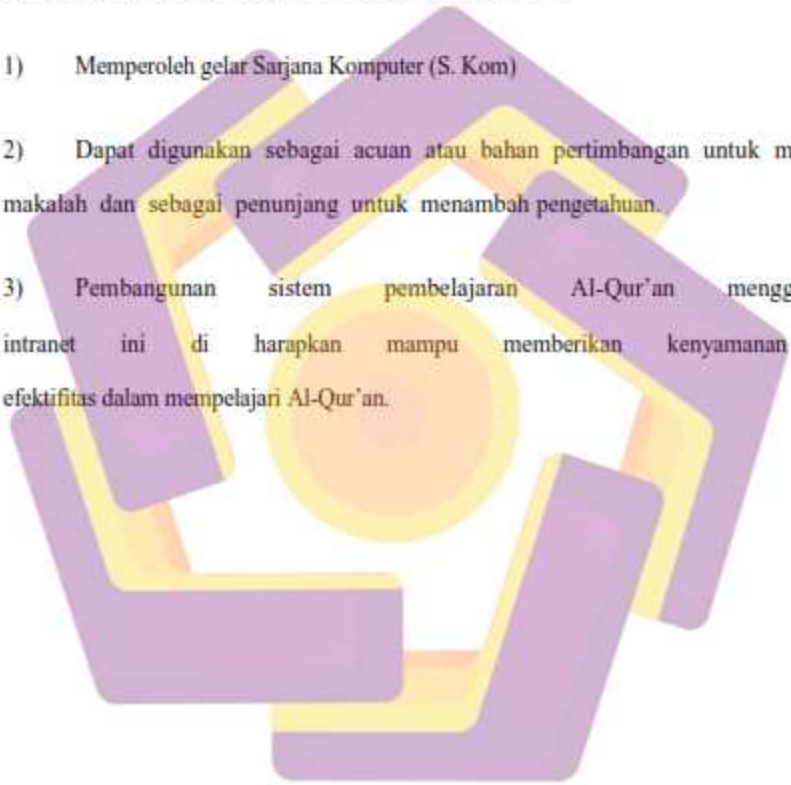 1) Memperoleh gelar Sarjana Komputer (S. Kom)
2) Dapat digunakan sebagai acuan atau bahan pertimbangan untuk
makalah dan sebagai penunjang untuk menambah pengetahuan.
3) Pembangunan sistem pembelajaran Al-Qur’an
intranet ini di harapkan mampu memberikan kenyamanan
efektifitas dalam mempelajari Al-Qur’an.